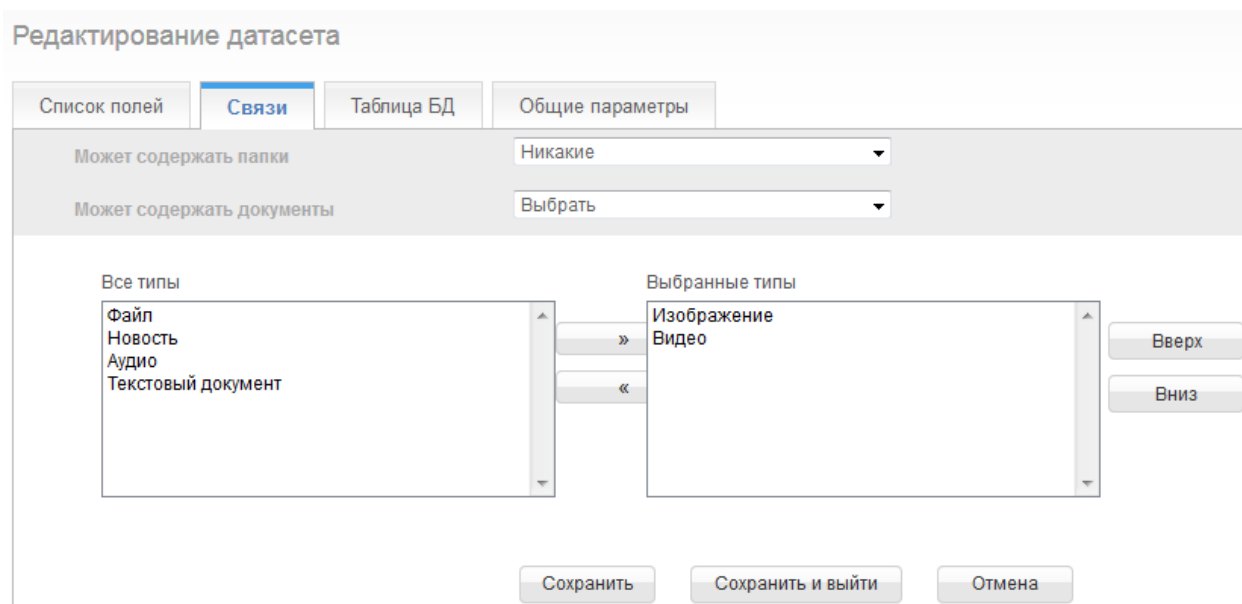 Редактирование датасета
Список полей Связи Таблица БД Общие параметры
Может содержать папки Никакие
Может содержать документы Выбрать
Все типы Выбранные типы
Файл Изображение
Новость » Видео Вверх
Аудио
Текстовый документ « Вниз
Сохранить Сохранить и выйти Отмена